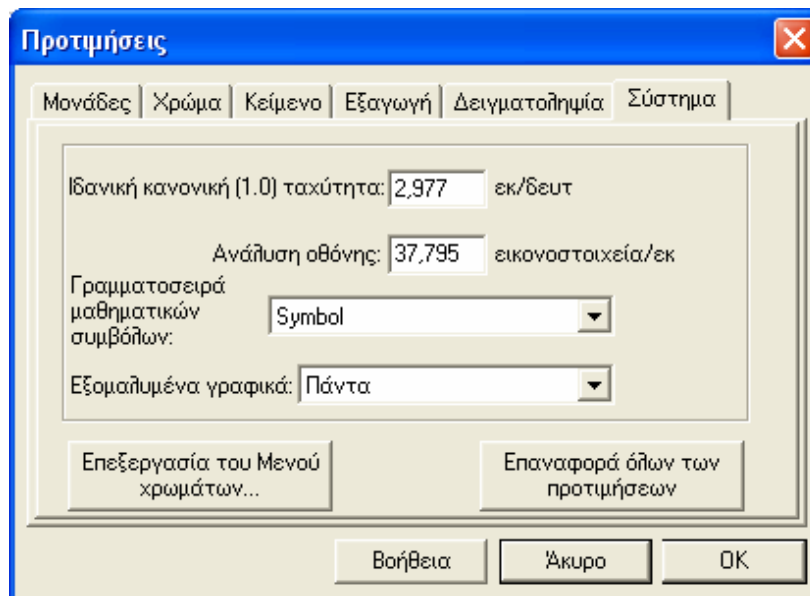 Προτιμήσεις
Μονάδες Χρώμα Κείμενο Εξαγωγή Δειγματοληψία Σύστημα
Ιδανική κανονική (1.0) ταχύτητα: 2,977 εκ/δευτ
Ανάλυση οθόνης: 37,795 εικονοστοιχεία/εκ
Γραμματοσειρά
μαθηματικών
συμβόλων:
Symbol
Εξομαλυμένα γραφικά: Πάντα
Επεξεργασία του Μενού
χρωμάτων...
Επαναφορά όλων των
προτιμήσεων
Βοήθεια Άκυρο OK